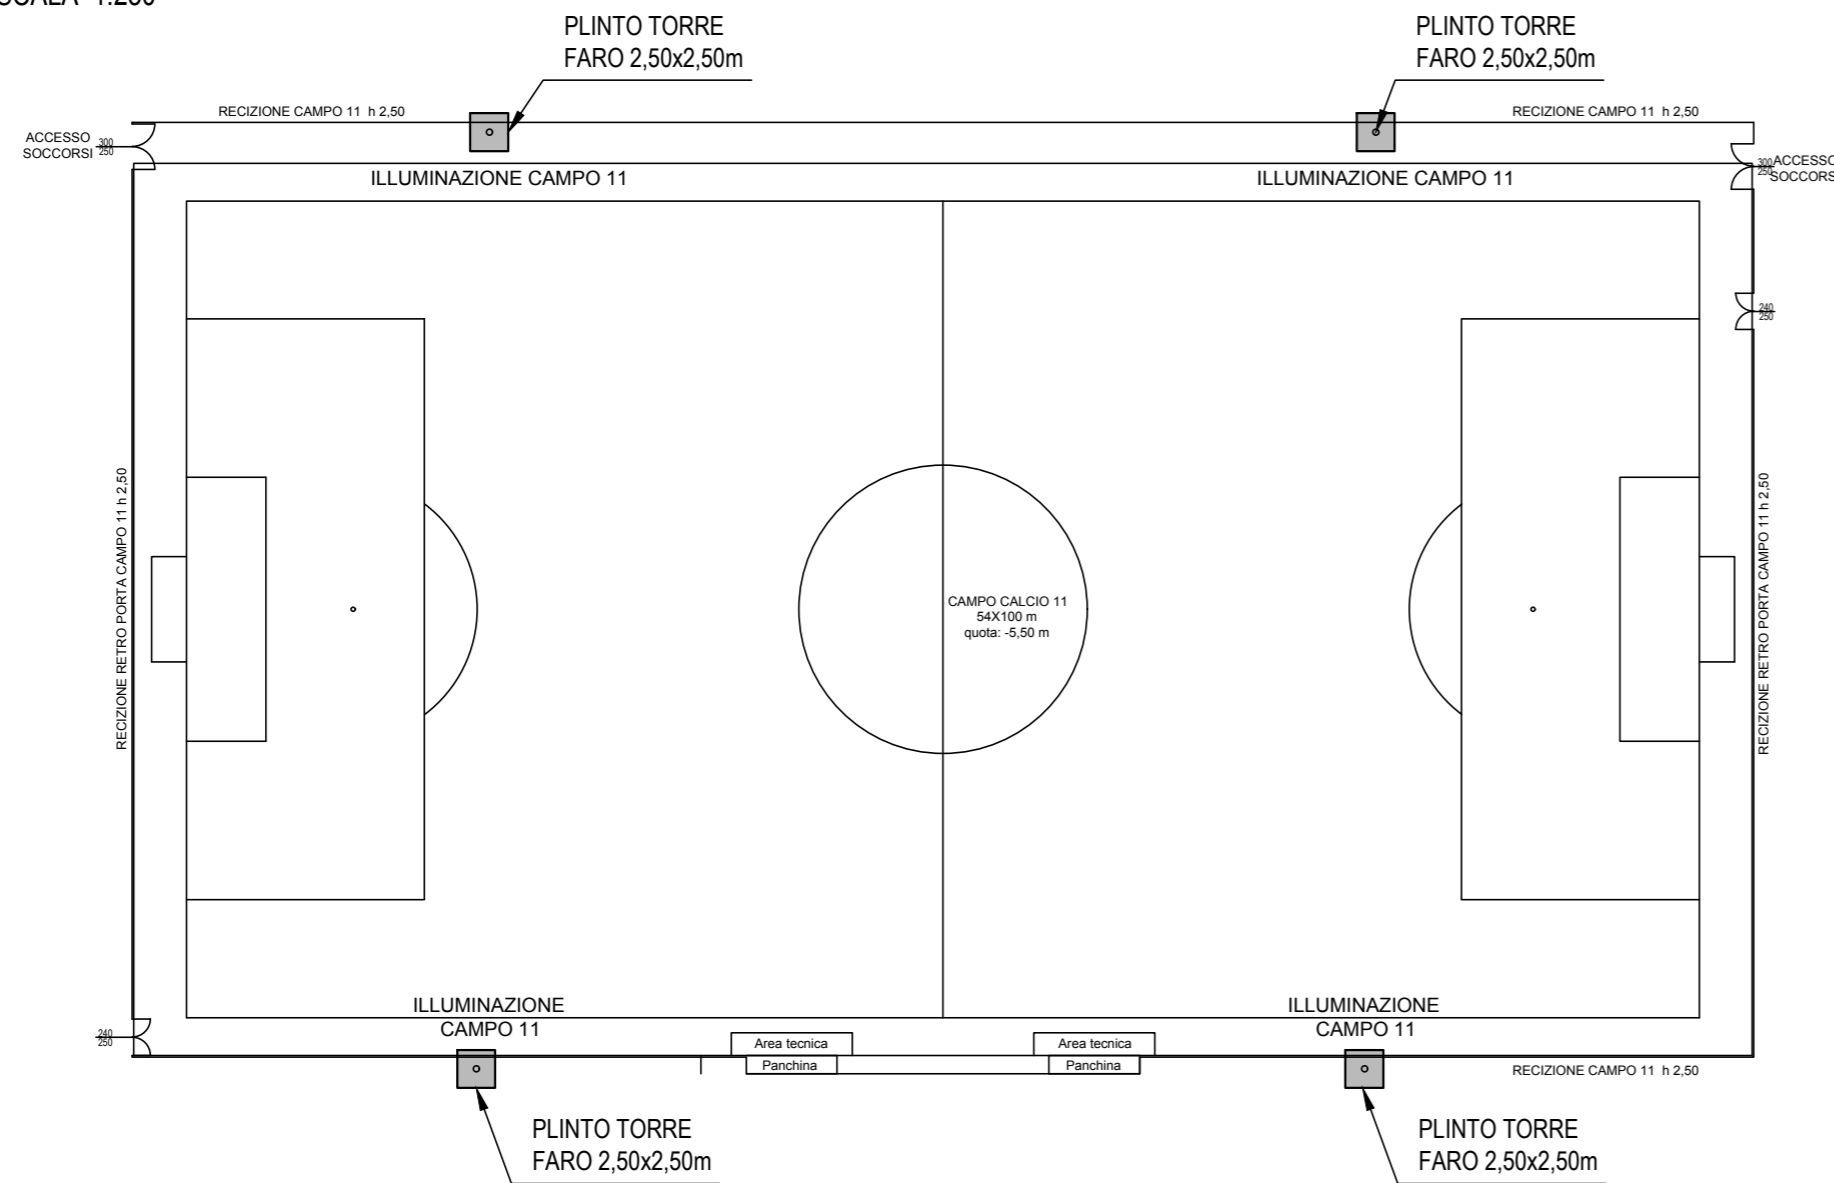 PLINTO TORRE
FARO 2,50x2,50m
PLINTO TORRE
FARO 2,50x2,50m
RECIZIONE CAMPO 11 h 2,50
RECIZIONE CAMPO 11 h 2,50
ACCESSO
SOCCORSI
300
250
300
250
ACCESSO
SOCCORS
ILLUMINAZIONE CAMPO 11
ILLUMINAZIONE CAMPO 11
240
250
RECIZIONE RETRO PORTA CAMPO 11 h 2,50
CAMPO CALCIO 11
54X100 m
quota: -5,50 m
RECIZIONE RETRO PORTA CAMPO 11 h 2,50
ILLUMINAZIONE
CAMPO 11
ILLUMINAZIONE
CAMPO 11
240
250
Area tecnica
Area tecnica
Panchina
Panchina
RECIZIONE CAMPO 11 h 2,50
PLINTO TORRE
FARO 2,50x2,50m
PLINTO TORRE
FARO 2,50x2,50m